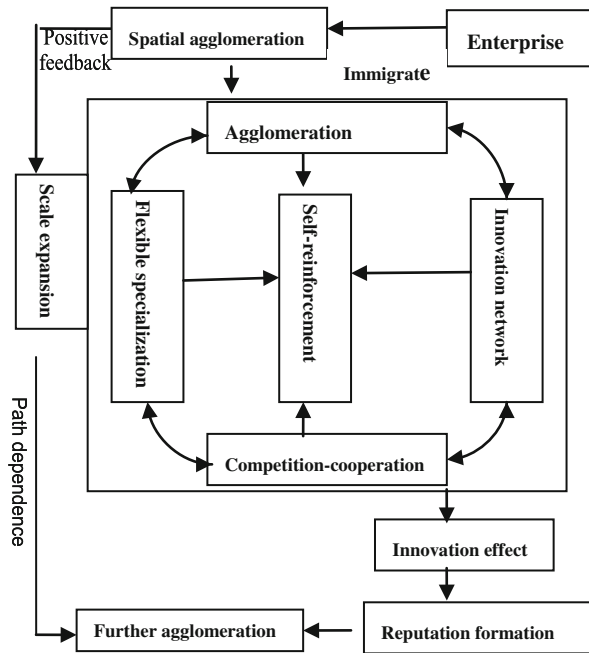 Positive
feedback
Spatial agglomeration
Enterprise
Immigrate
Agglomeration
Scale expansion
Flexible specialization
Self-reinforcement
Innovation network
Competition-cooperation
Path dependence
Innovation effect
Further agglomeration
Reputation formation